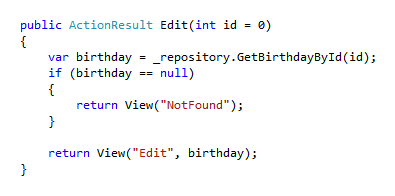 public ActionResult Edit(int id = 0)
{
    var birthday = _repository.GetBirthdayById(id);
    if (birthday == null)
    {
        return View("NotFound");
    }

    return View("Edit", birthday);
}